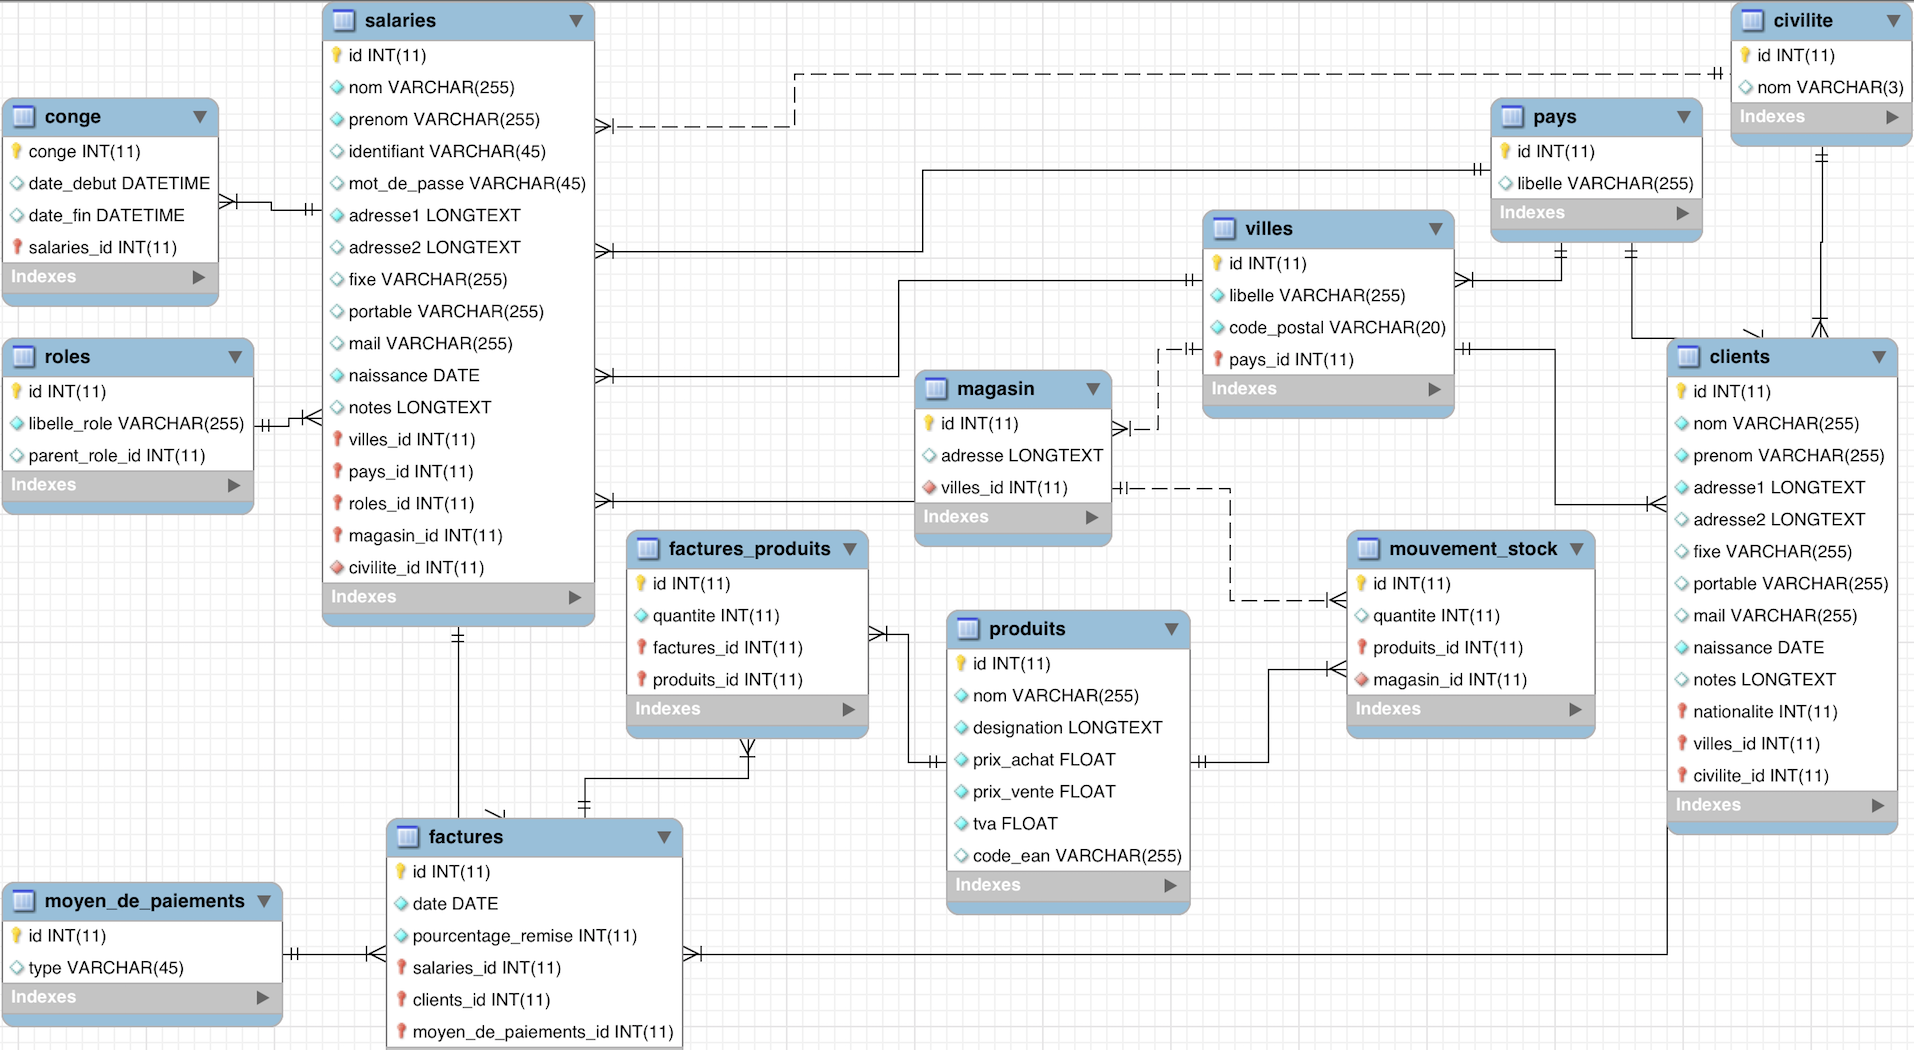 salaries
id INT(11)
nom VARCHAR(255)
prenom VARCHAR(255)
identifiant VARCHAR(45)
mot_de_passe VARCHAR(45)
adresse1 LONGTEXT
adresse2 LONGTEXT
fixe VARCHAR(255)
portable VARCHAR(255)
mail VARCHAR(255)
naissance DATE
notes LONGTEXT
villes_id INT(11)
pays_id INT(11)
roles_id INT(11)
magasin_id INT(11)
civilite_id INT(11)
Indexes
civilite
id INT(11)
nom VARCHAR(3)
Indexes
conge
conge INT(11)
date_debut DATETIME
date_fin DATETIME
salaries_id INT(11)
Indexes
pays
id INT(11)
libelle VARCHAR(255)
Indexes
villes
id INT(11)
libelle VARCHAR(255)
code_postal VARCHAR(20)
pays_id INT(11)
Indexes
roles
id INT(11)
libelle_role VARCHAR(255)
parent_role_id INT(11)
Indexes
magasin
id INT(11)
adresse LONGTEXT
villes_id INT(11)
Indexes
clients
id INT(11)
nom VARCHAR(255)
prenom VARCHAR(255)
adresse1 LONGTEXT
adresse2 LONGTEXT
fixe VARCHAR(255)
portable VARCHAR(255)
mail VARCHAR(255)
naissance DATE
notes LONGTEXT
nationalite INT(11)
villes_id INT(11)
civilite_id INT(11)
Indexes
factures_produits
id INT(11)
quantite INT(11)
factures_id INT(11)
produits_id INT(11)
Indexes
mouvement_stock
id INT(11)
quantite INT(11)
produits_id INT(11)
magasin_id INT(11)
Indexes
produits
id INT(11)
nom VARCHAR(255)
designation LONGTEXT
prix_achat FLOAT
prix_vente FLOAT
tva FLOAT
code_ean VARCHAR(255)
Indexes
factures
id INT(11)
date DATE
pourcentage_remise INT(11)
salaries_id INT(11)
clients_id INT(11)
moyen_de_paiements_id INT(11)
moyen_de_paiements
id INT(11)
type VARCHAR(45)
Indexes